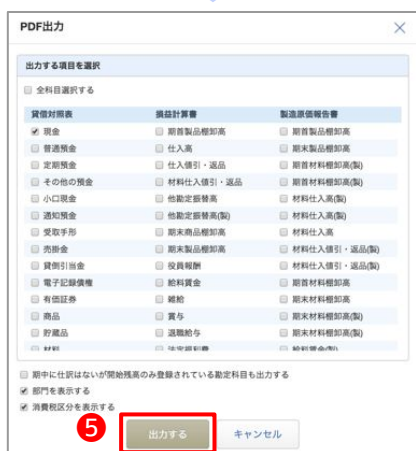 PDF出力
出力する項目を選択
全科目選択する
貸借対照表 損益計算書 製造原価報告書
現金 期首製品棚卸高 期首製品棚卸高
普通預金 仕入高 期末製品棚卸高
定期預金 仕入値引・返品 期首材料棚卸高(製)
その他の預金 材料仕入値引・返品 期首材料棚卸高(製)
小口現金 他勘定振替高 材料仕入高(製)
通知預金 他勘定振替高(製) 材料仕入高(製)
受取手形 期末商品棚卸高 材料仕入高
売掛金 期末製品棚卸高 材料仕入値引・返品(製)
貸倒引当金 役員報酬 材料仕入値引・返品(製)
電子記録債権 給料賃金 期首材料棚卸高
有価証券 雑給 期末材料棚卸高
商品 賞与 期末材料棚卸高(製)
貯蔵品 退職給与 期末材料棚卸高(製)
材料 法定福利費 給料賃金(製)
期中に仕訳はないが開始残高のみ登録されている勘定科目も出力する
部門を表示する
消費税区分を表示する
5 出力する キャンセル